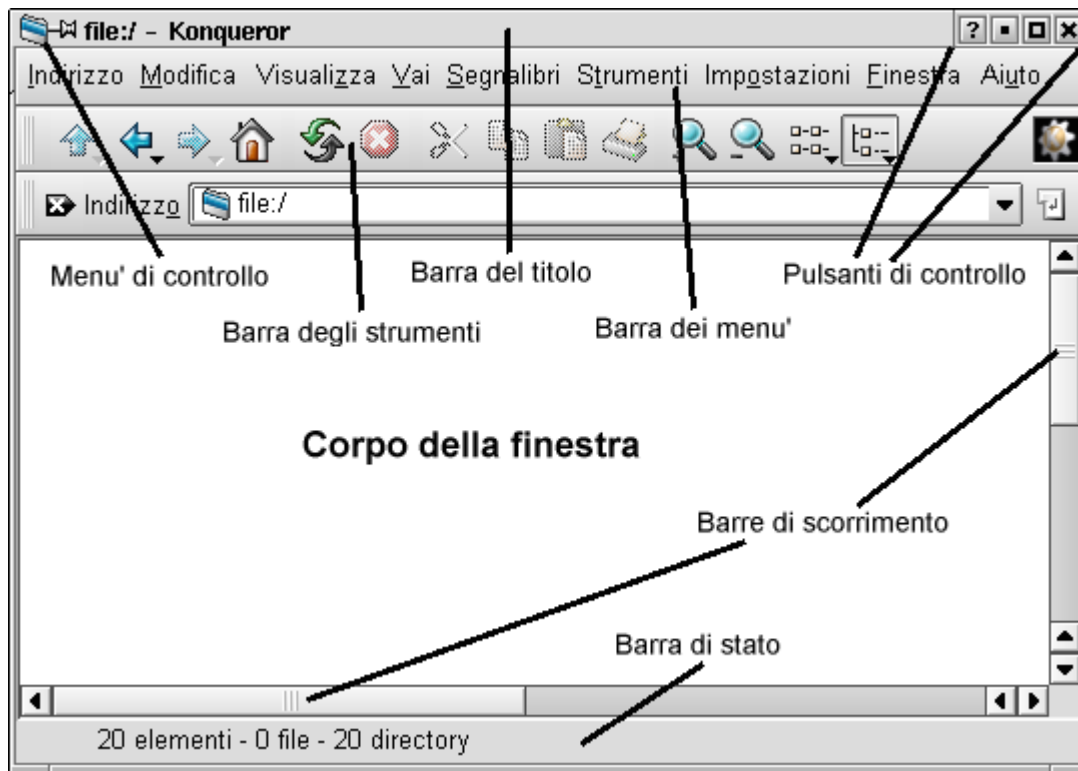 file:/ - Konqueror
Indirizzo Modifica Visualizza Vai Segnalibri Strumenti Impostazioni Finestra Aiuto
Indirizzo file:/
Menu' di controllo
Barra del titolo
Pulsanti di controllo
Barra degli strumenti
Barra dei menu'
Corpo della finestra
Barre di scorrimento
Barra di stato
20 elementi - 0 file - 20 directory